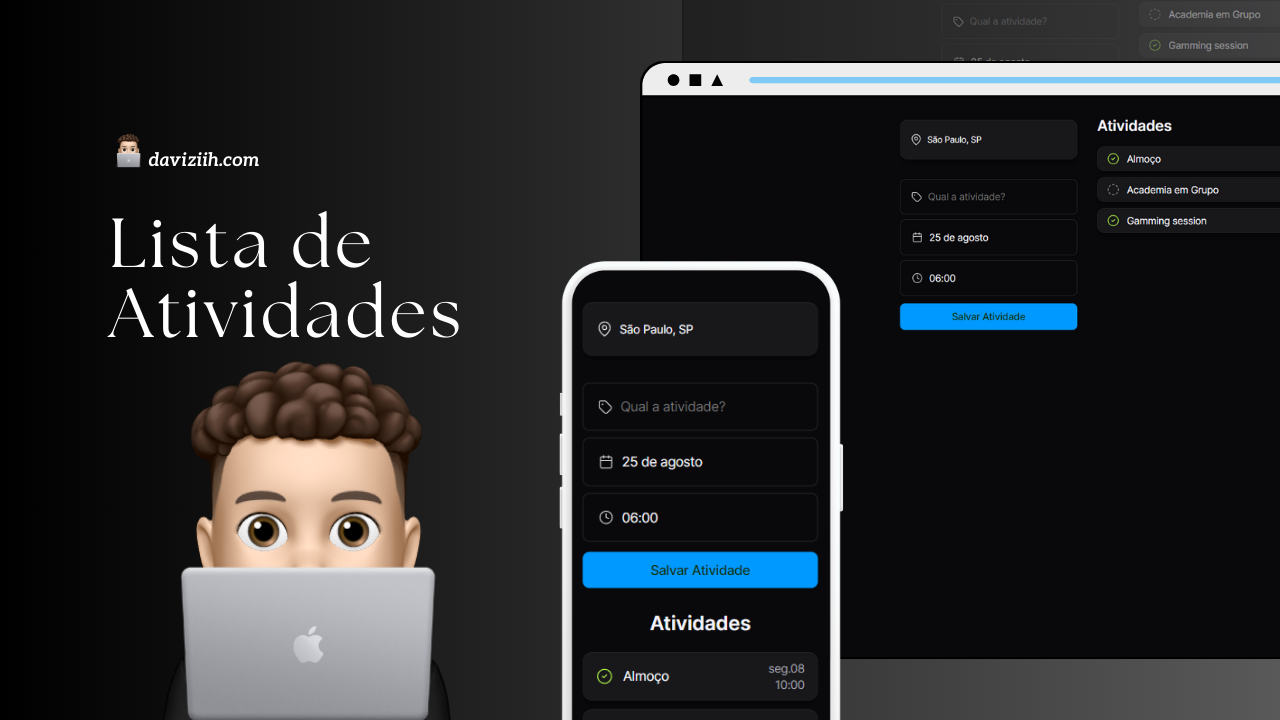 Qual a atividade?
Academia em Grupo
Gamming session
daviziih.com
Lista de
Atividades
São Paulo, SP
Qual a atividade?
25 de agosto
06:00
Salvar Atividade
Atividades
Almoço
Academia em Grupo
Gamming session
São Paulo, SP
Qual a atividade?
25 de agosto
06:00
Salvar Atividade
Atividades
Almoço
seg.08
10:00